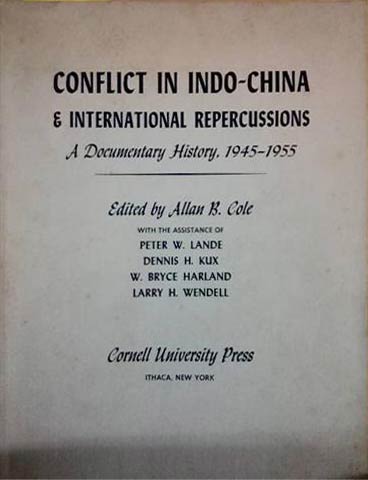 CONFLICT IN INDO-CHINA
& INTERNATIONAL REPERCUSSIONS
A Documentary History, 1945-1955
Edited by Allan B. Cole
WITH THE ASSISTANCE OF
PETER W. LANDE
DENNIS H. KUX
W. BRYCE HARLAND
LARRY H. WENDELL
Cornell University Press
ITHACA, NEW YORK